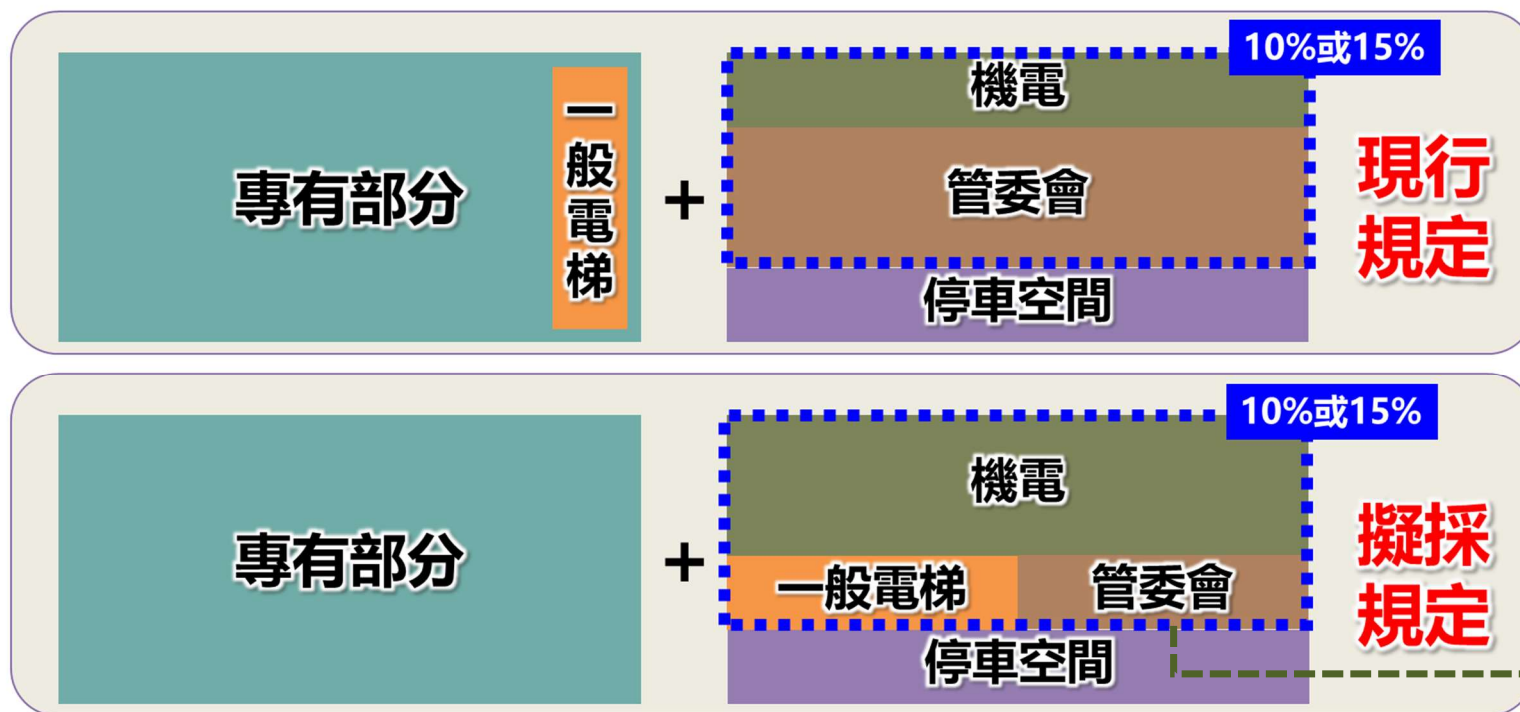 10%或15%
專有部分
一般電梯
+
機電
管委會
停車空間
現行
規定
10%或15%
專有部分
+
機電
一般電梯
管委會
停車空間
擬採
規定